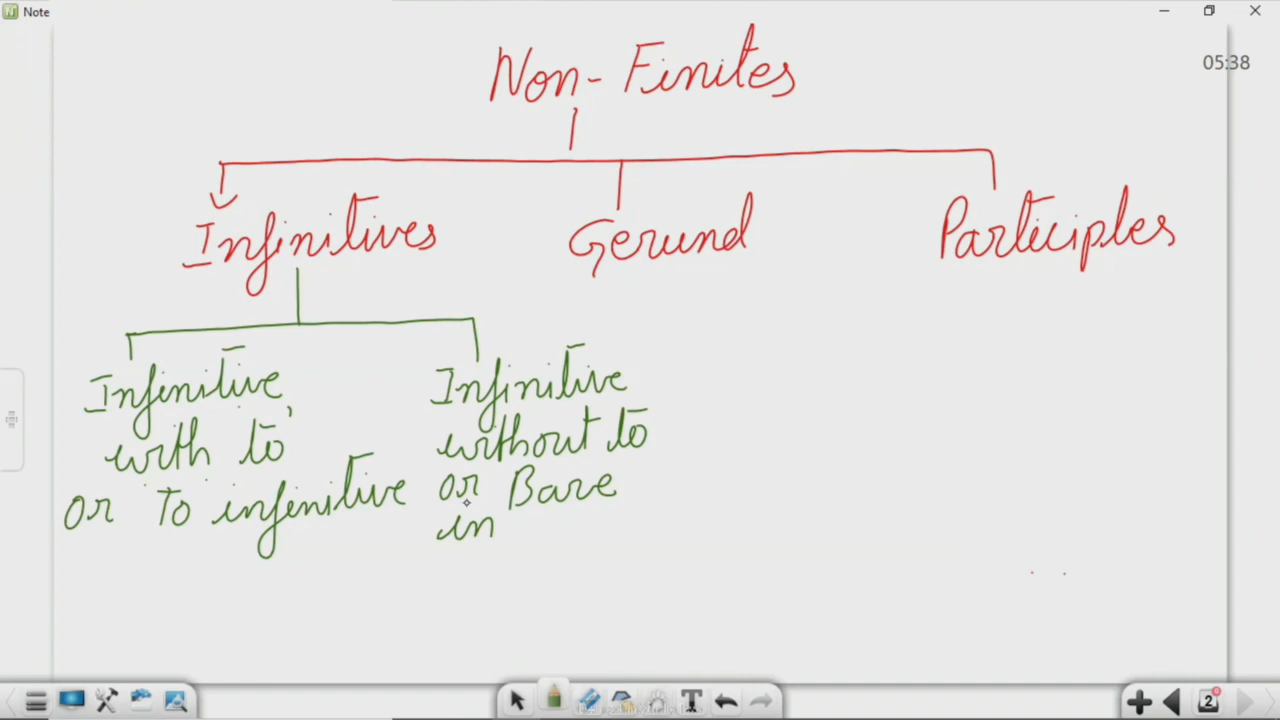 Note
05:38
Non-Finites
Infinitives Gerund Participles
Infinitive Infinitive
with 'to' without to
or To infinitive or Bare
in
2